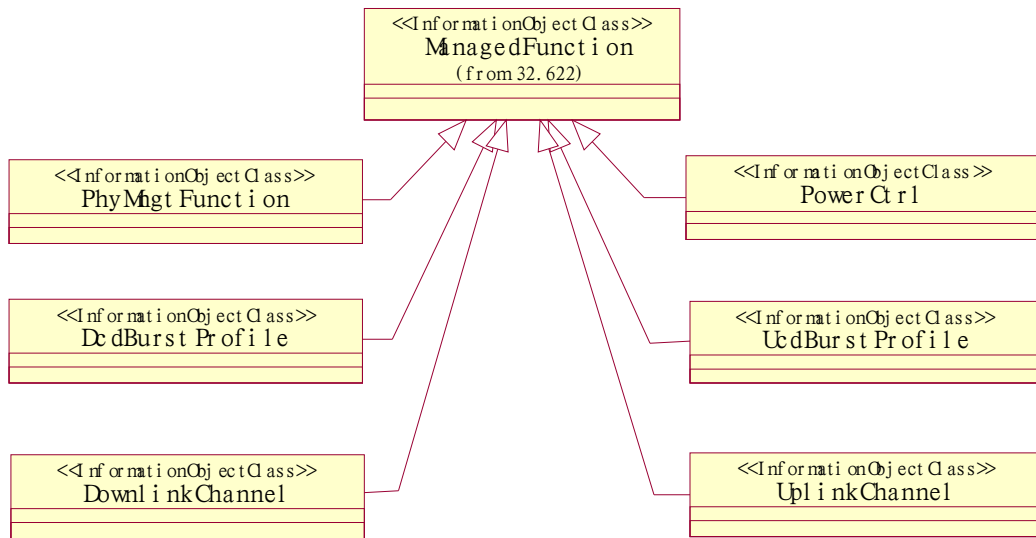 <<InformationObjectClass>>
ManagedFunction
(from 32.622)
<<InformationObjectClass>>
PhyMngtFunction
<<InformationObjectClass>>
PowerCtrl
<<InformationObjectClass>>
DcdBurstProfile
<<InformationObjectClass>>
UcdBurstProfile
<<InformationObjectClass>>
DownlinkChannel
<<InformationObjectClass>>
UplinkChannel